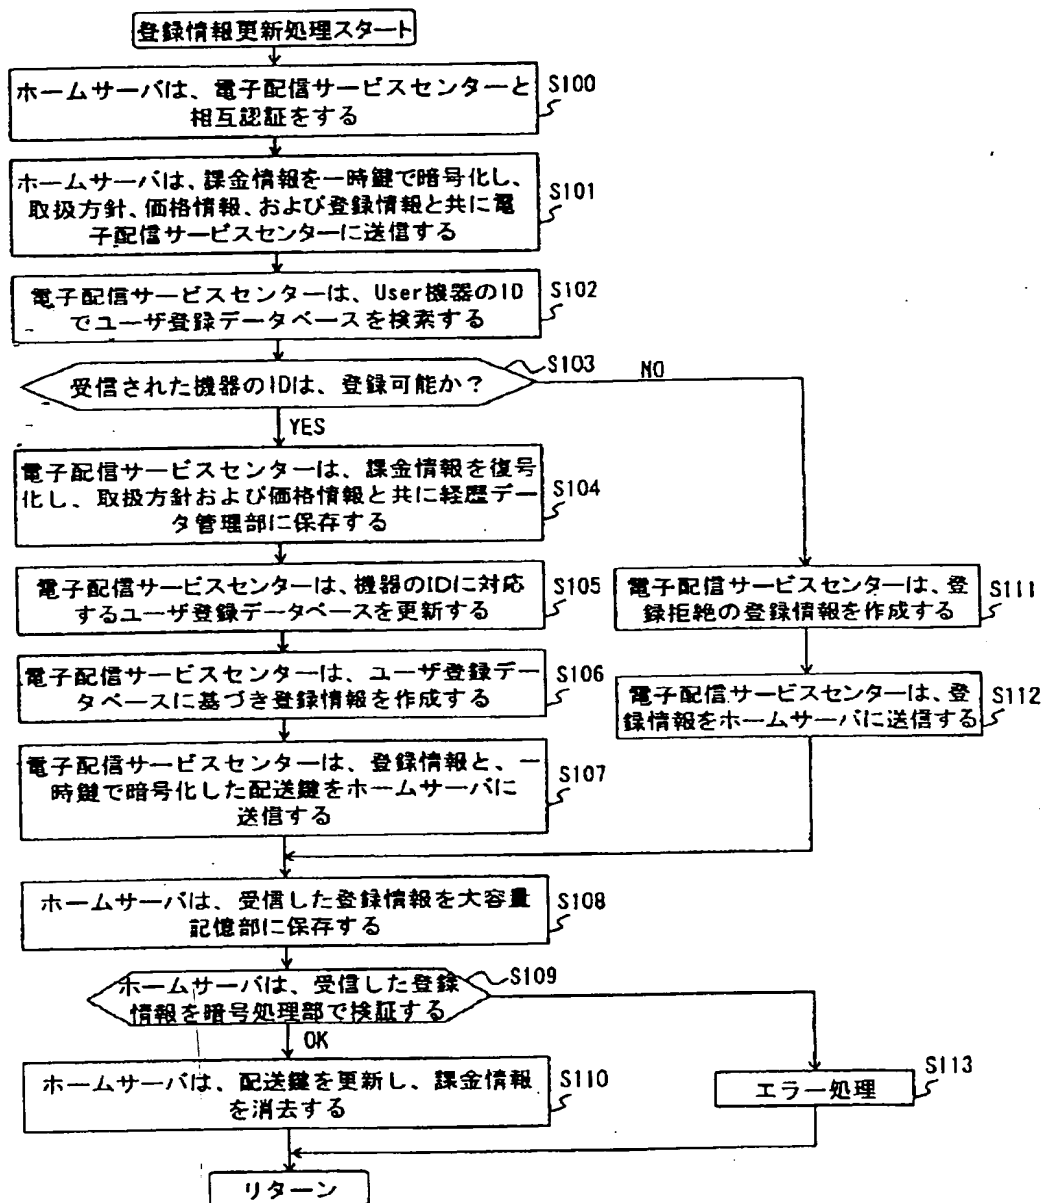 登録情報更新処理スタート
ホームサーバは、電子配信サービスセンターと
相互認証をする
S100
ホームサーバは、課金情報を一時鍵で暗号化し、
取扱方針、価格情報、および登録情報と共に電
子配信サービスセンターに送信する
S101
電子配信サービスセンターは、User機器のID
でユーザ登録データベースを検索する
S102
受信された機器のIDは、登録可能か？
S103
NO
YES
電子配信サービスセンターは、課金情報を復号
化し、取扱方針および価格情報と共に経歴デー
タ管理部に保存する
S104
電子配信サービスセンターは、機器のIDに対応
するユーザ登録データベースを更新する
S105
電子配信サービスセンターは、登
録拒絶の登録情報を作成する
S111
電子配信サービスセンターは、ユーザ登録デー
タベースに基づき登録情報を作成する
S106
電子配信サービスセンターは、登
録情報をホームサーバに送信する
S112
電子配信サービスセンターは、登録情報と、一
時鍵で暗号化した配送鍵をホームサーバに
送信する
S107
ホームサーバは、受信した登録情報を大容量
記憶部に保存する
S108
ホームサーバは、受信した登録
情報を暗号処理部で検証する
S109
OK
ホームサーバは、配送鍵を更新し、課金情報
を消去する
S110
エラー処理
S113
リターン